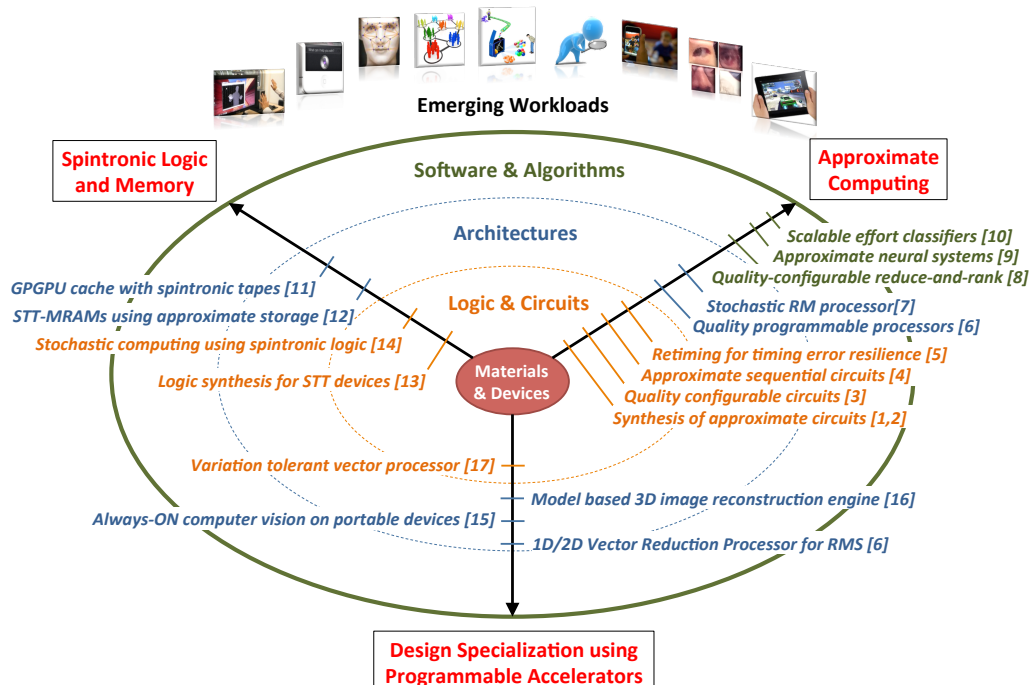 Emerging Workloads
Spintronic Logic
and Memory
Approximate
Computing
Software & Algorithms
Architectures
Logic & Circuits
Materials
& Devices
Scalable effort classifiers [10]
Approximate neural systems [9]
Quality-configurable reduce-and-rank [8]
Stochastic RM processor[7]
Quality programmable processors [6]
Retiming for timing error resilience [5]
Approximate sequential circuits [4]
Quality configurable circuits [3]
Synthesis of approximate circuits [1,2]
GPGPU cache with spintronic tapes [11]
STT-MRAMs using approximate storage [12]
Stochastic computing using spintronic logic [14]
Logic synthesis for STT devices [13]
Variation tolerant vector processor [17]
Model based 3D image reconstruction engine [16]
Always-ON computer vision on portable devices [15]
1D/2D Vector Reduction Processor for RMS [6]
Design Specialization using
Programmable Accelerators